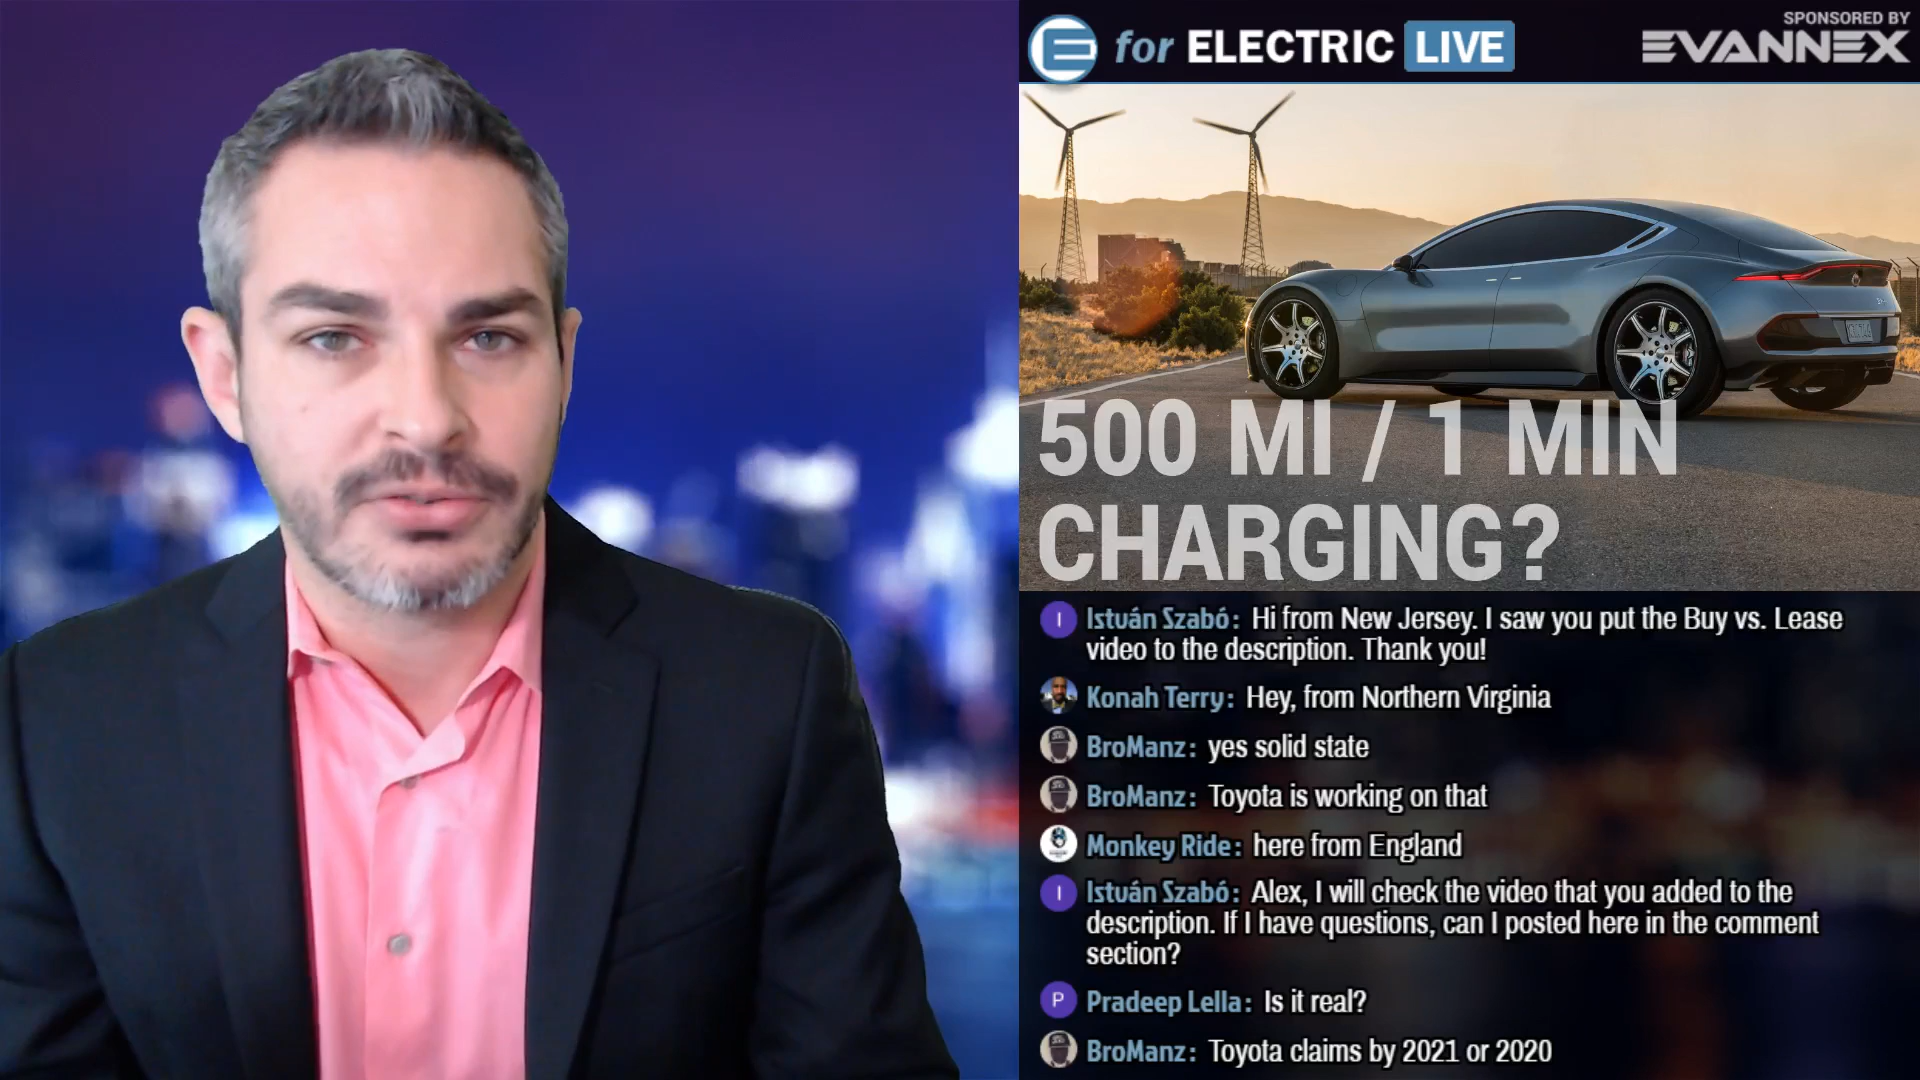 E for ELECTRIC LIVE
SPONSORED BY
EVANNEX
500 MI / 1 MIN
CHARGING?
I István Szabó: Hi from New Jersey. I saw you put the Buy vs. Lease
video to the description. Thank you!
Konah Terry: Hey, from Northern Virginia
BroManz: yes solid state
BroManz: Toyota is working on that
Monkey Ride: here from England
I István Szabó: Alex, I will check the video that you added to the
description. If I have questions, can I posted here in the comment
section?
P Pradeep Lella: Is it real?
BroManz: Toyota claims by 2021 or 2020